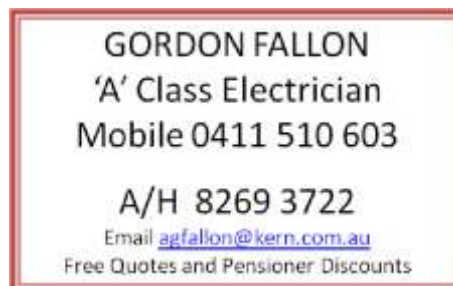 GORDON FALLON
‘A’ Class Electrician
Mobile 0411 510 603
A/H 8269 3722
Email agfallon@kern.com.au
Free Quotes and Pensioner Discounts